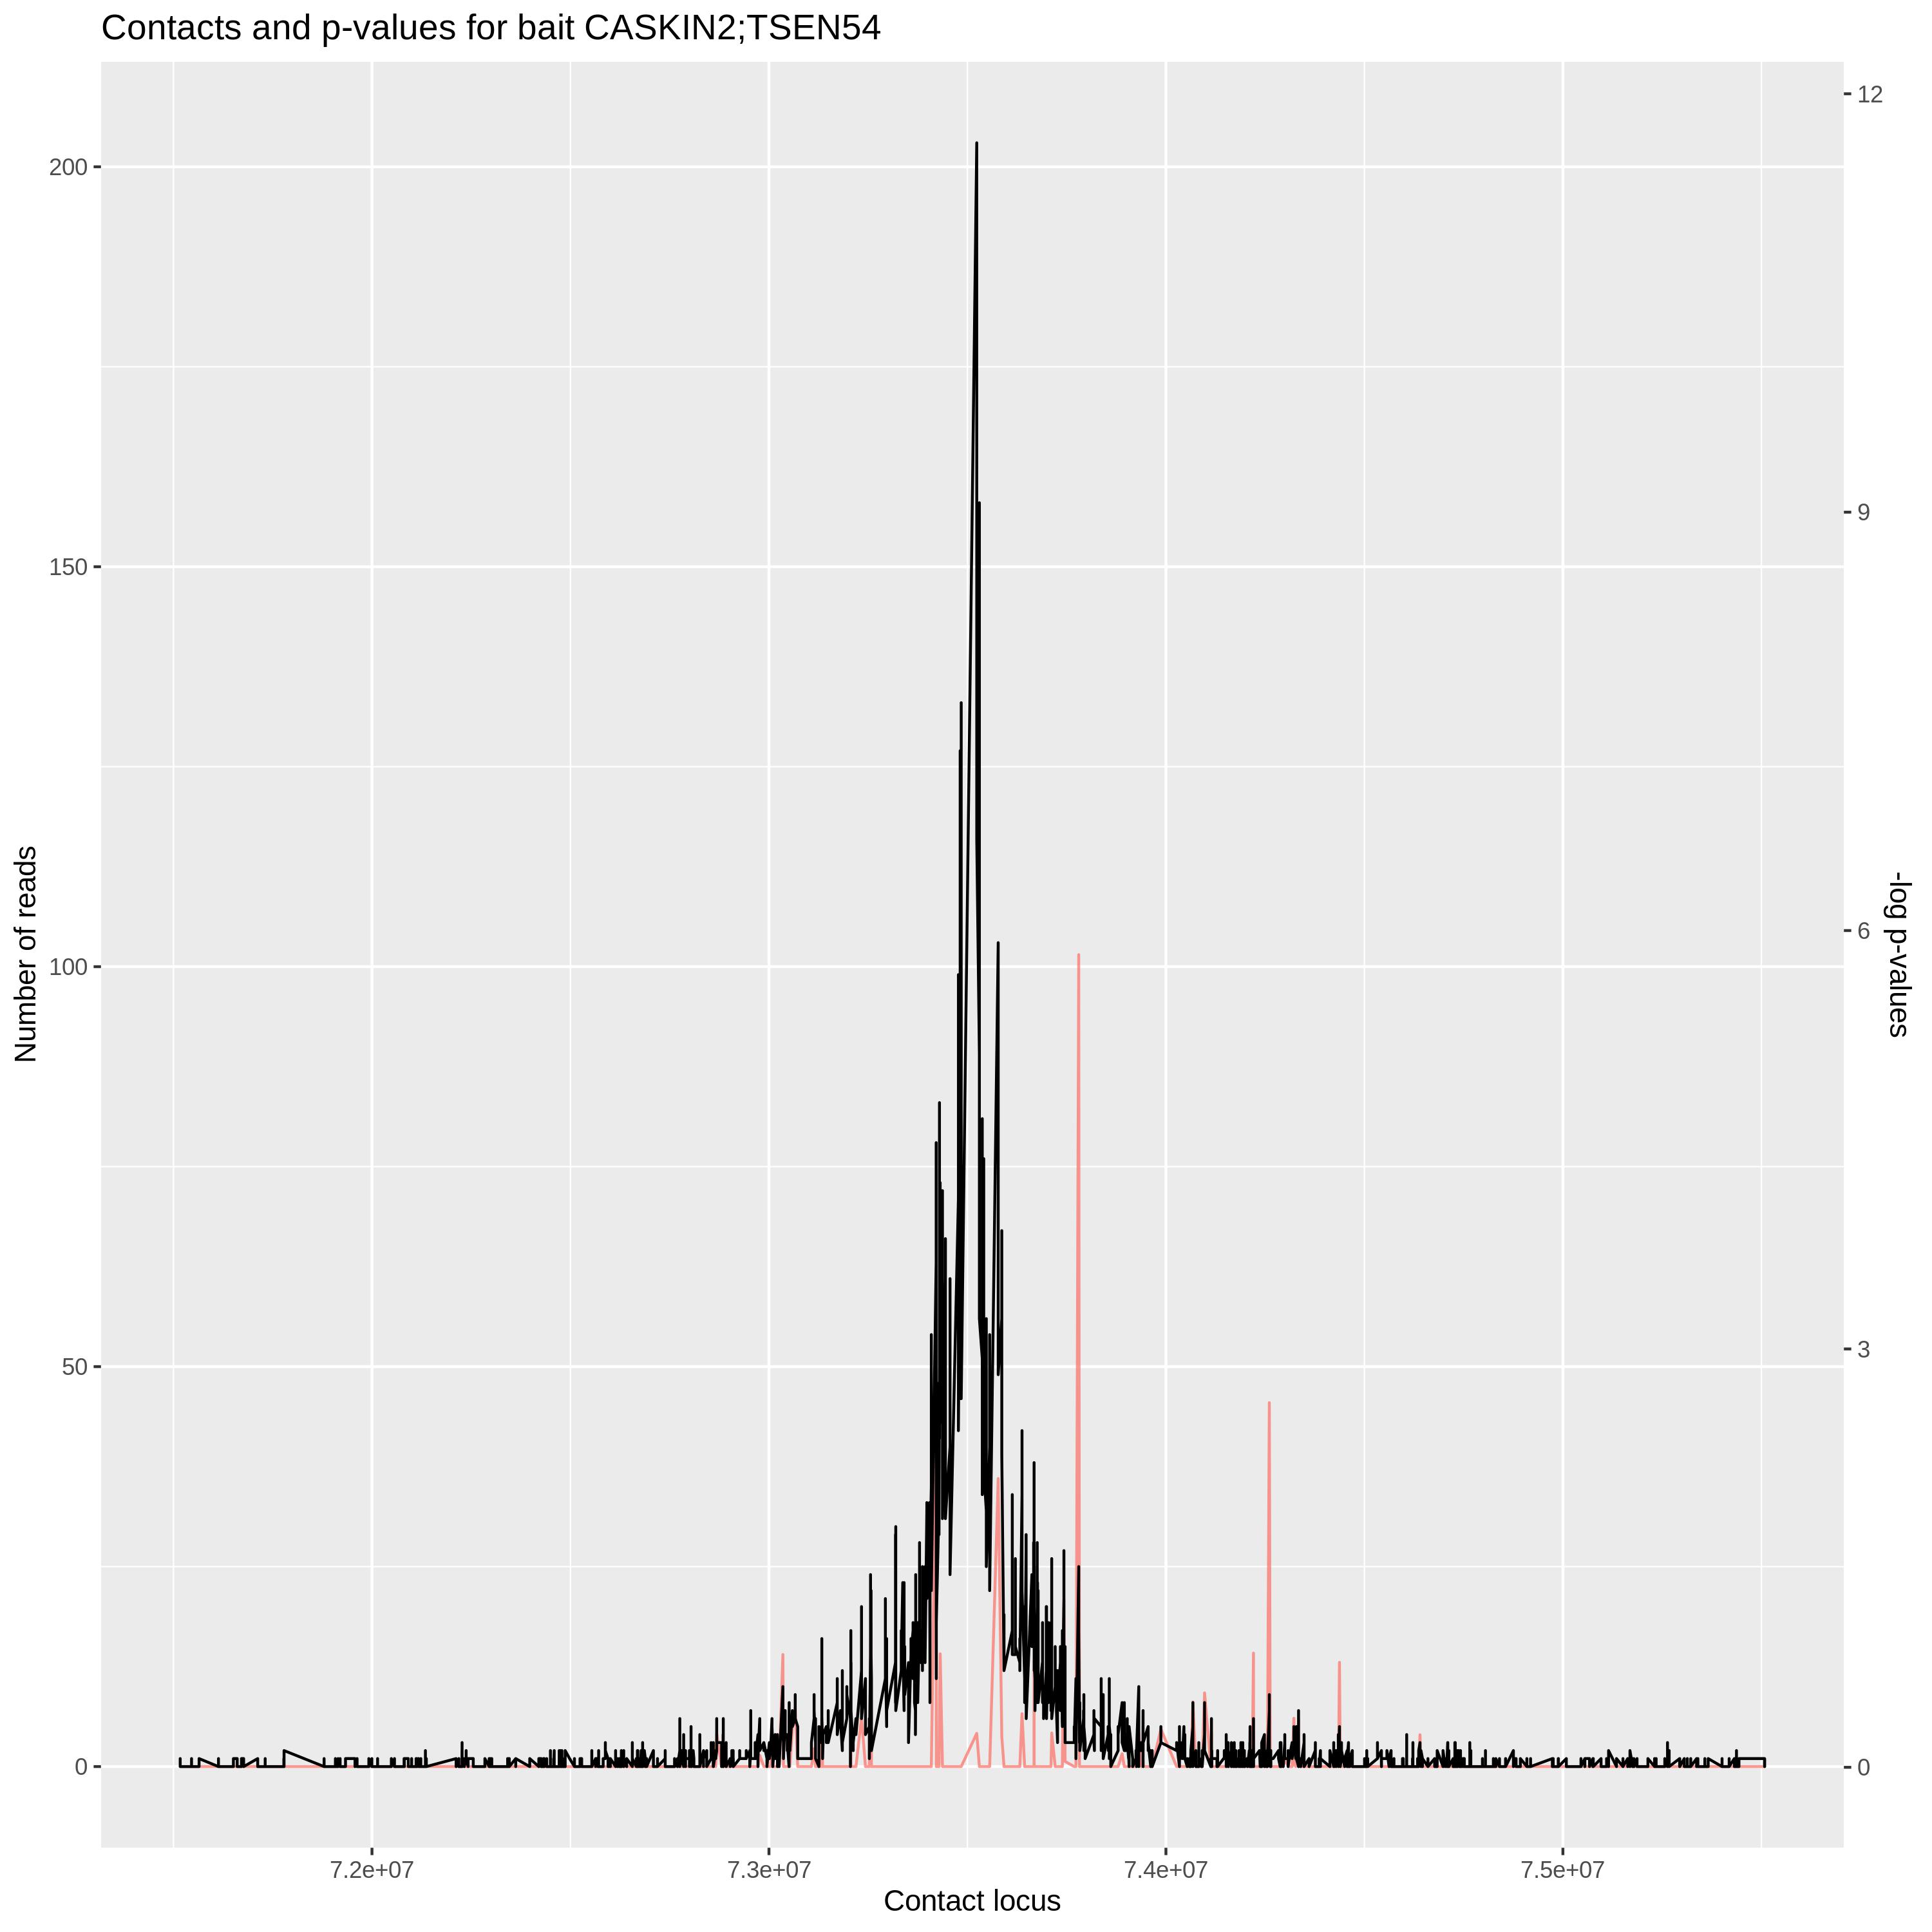 Contacts and p-values for bait CASKIN2;TSEN54
200
150
100
50
0
Number of reads
12
9
6
3
0
-log p-values
7.2e+07
7.3e+07
7.4e+07
7.5e+07
Contact locus